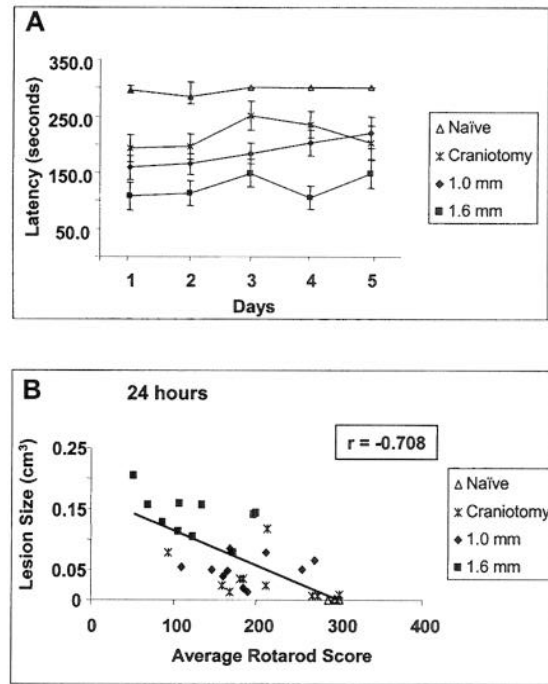 A
350.0
250.0
150.0
50.0
Latency (seconds)
1 2 3 4 5
Days
Naïve
Craniotomy
1.0 mm
1.6 mm
B
24 hours
r = -0.708
0.25
0.15
0.05
0
Lesion Size (cm³)
0 100 200 300 400
Average Rotarod Score
Naïve
Craniotomy
1.0 mm
1.6 mm